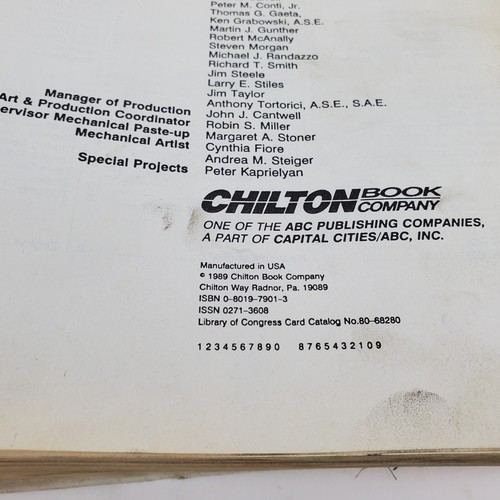 Peter M. Conti, Jr.
Thomas G. Gaeta,
Ken Grabowski, A.S.E.
Martin J. Gunther
Robert McAnally
Steven Morgan
Michael J. Randazzo
Richard T. Smith
Jim Steele
Larry E. Stiles
Jim Taylor
Manager of Production Anthony Tortorici, A.S.E., S.A.E.
Art & Production Coordinator John J. Cantwell
ervisor Mechanical Paste-up Robin S. Miller
Mechanical Artist Margaret A. Stoner
Cynthia Fiore
Special Projects Andrea M. Steiger
Peter Kaprielyan
CHILTON BOOK COMPANY
ONE OF THE ABC PUBLISHING COMPANIES,
A PART OF CAPITAL CITIES/ABC, INC.
Manufactured in USA
© 1989 Chilton Book Company
Chilton Way Radnor, Pa. 19089
ISBN 0-8019-7901-3
ISSN 0271-3608
Library of Congress Card Catalog No.80-68280
1234567890 8765432109